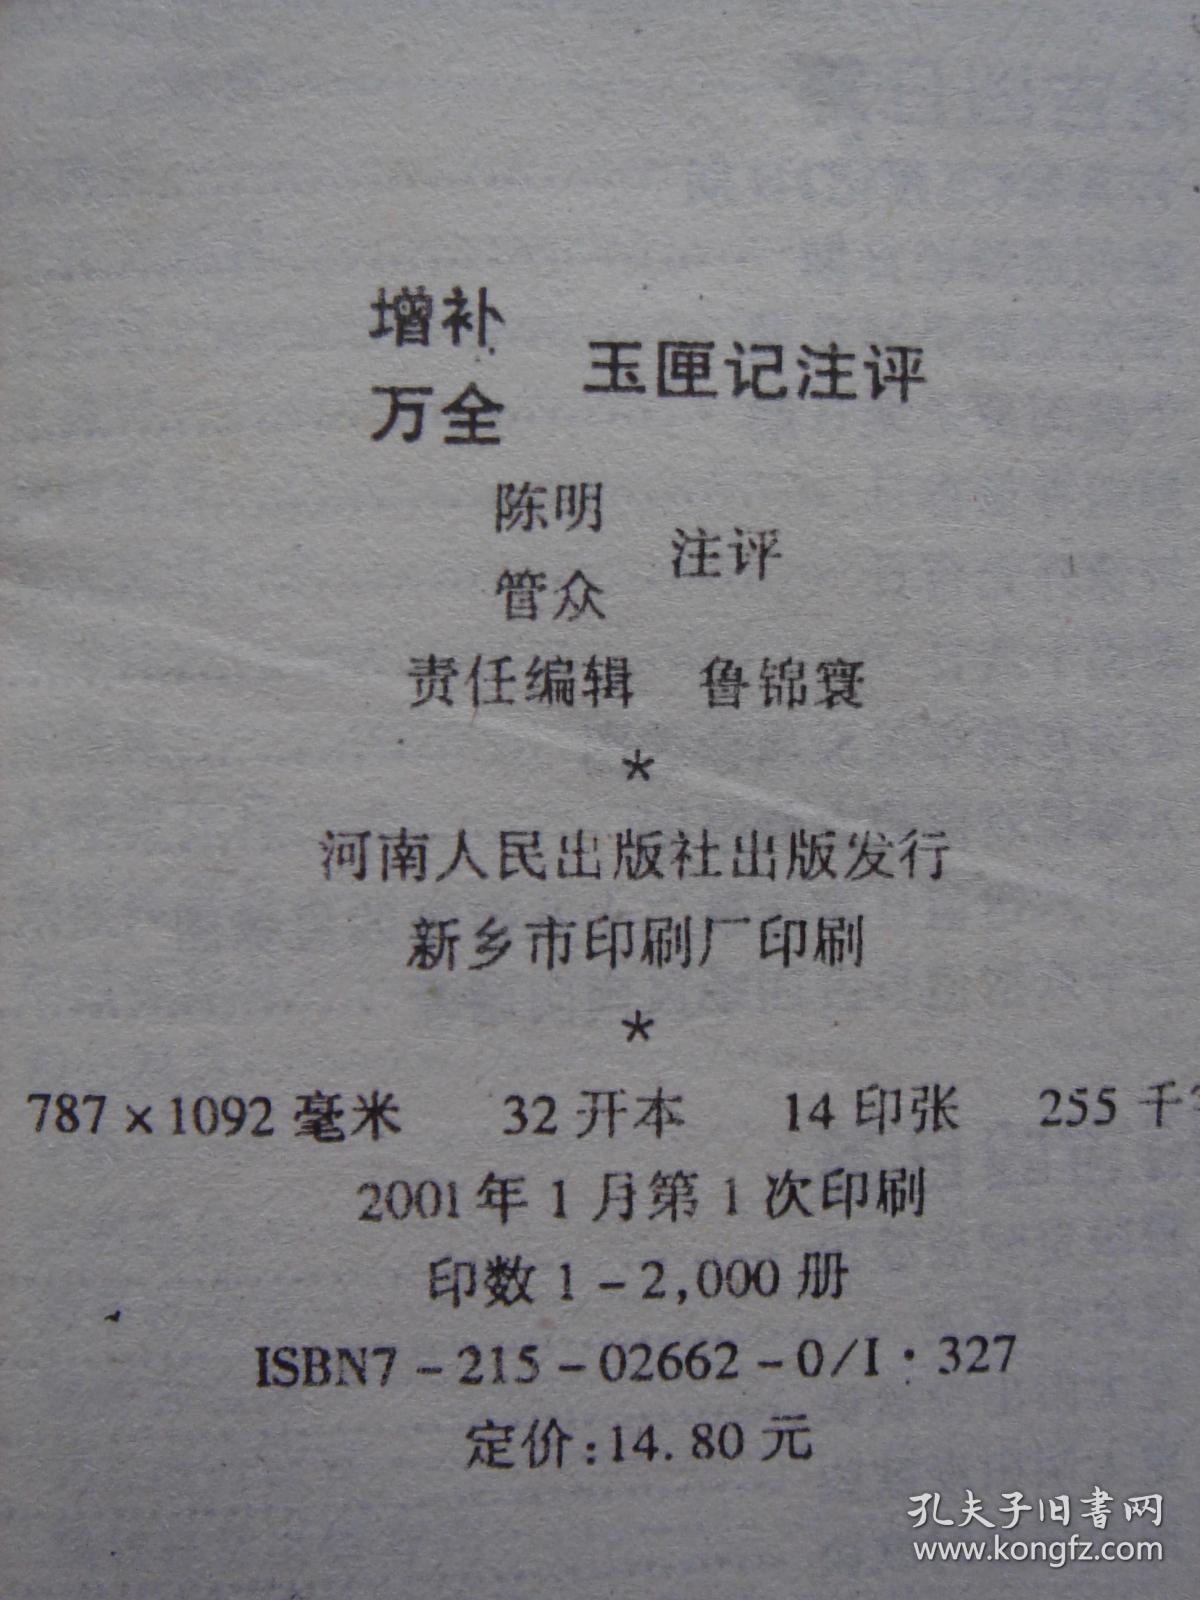 增补
万全
玉匣记注评
陈明
管众
注评
责任编辑 鲁锦寰
*
河南人民出版社出版发行
新乡市印刷厂印刷
*
787×1092毫米 32开本 14印张 255千
2001年1月第1次印刷
印数1-2,000册
ISBN7-215-02662-0/I·327
定价:14.80元
孔夫子旧书网
www.kongfz.com